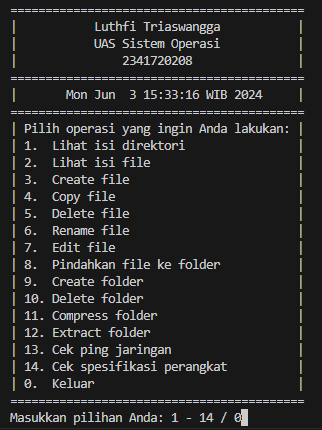 ==========================================
| Luthfi Triaswangga |
| UAS Sistem Operasi |
| 2341720208 |
==========================================
| Mon Jun  3 15:33:16 WIB 2024 |
==========================================
| Pilih operasi yang ingin Anda lakukan: |
| 1.  Lihat isi direktori |
| 2.  Lihat isi file |
| 3.  Create file |
| 4.  Copy file |
| 5.  Delete file |
| 6.  Rename file |
| 7.  Edit file |
| 8.  Pindahkan file ke folder |
| 9.  Create folder |
| 10. Delete folder |
| 11. Compress folder |
| 12. Extract folder |
| 13. Cek ping jaringan |
| 14. Cek spesifikasi perangkat |
| 0.  Keluar |
==========================================
Masukkan pilihan Anda: 1 - 14 / 0